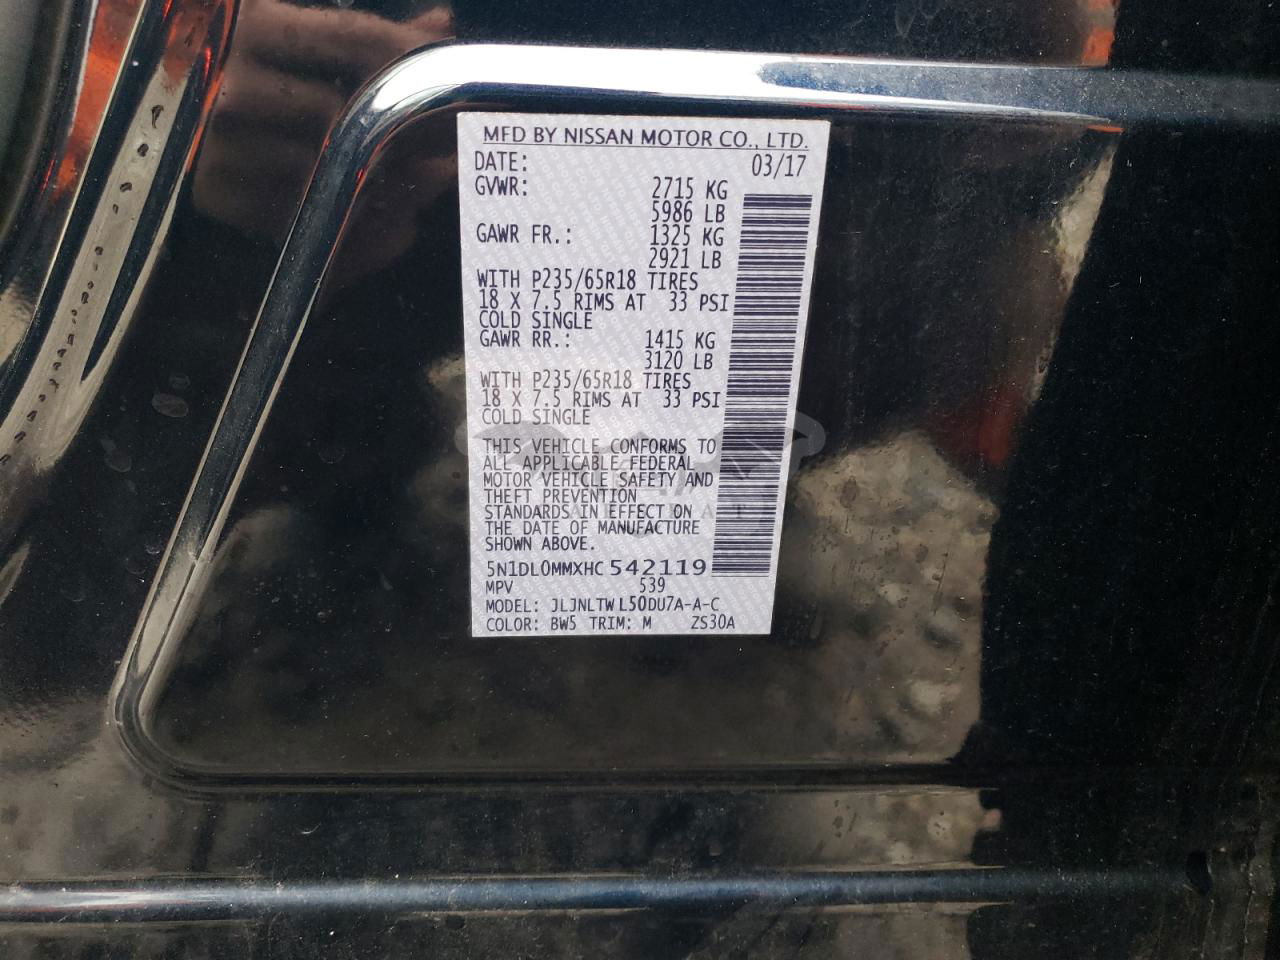 MFD BY NISSAN MOTOR CO., LTD.
DATE: 03/17
GVWR: 2715 KG
5986 LB
GAWR FR.: 1325 KG
2921 LB
WITH P235/65R18 TIRES
18 X 7.5 RIMS AT 33 PSI
COLD SINGLE
GAWR RR.: 1415 KG
3120 LB
WITH P235/65R18 TIRES
18 X 7.5 RIMS AT 33 PSI
COLD SINGLE
THIS VEHICLE CONFORMS TO
ALL APPLICABLE FEDERAL
MOTOR VEHICLE SAFETY AND
THEFT PREVENTION
STANDARDS IN EFFECT ON
THE DATE OF MANUFACTURE
SHOWN ABOVE.
5N1DL0MMXHC542119
MPV 539
MODEL: JLJNLTWL50DU7A-A-C
COLOR: BW5 TRIM: M ZS30A